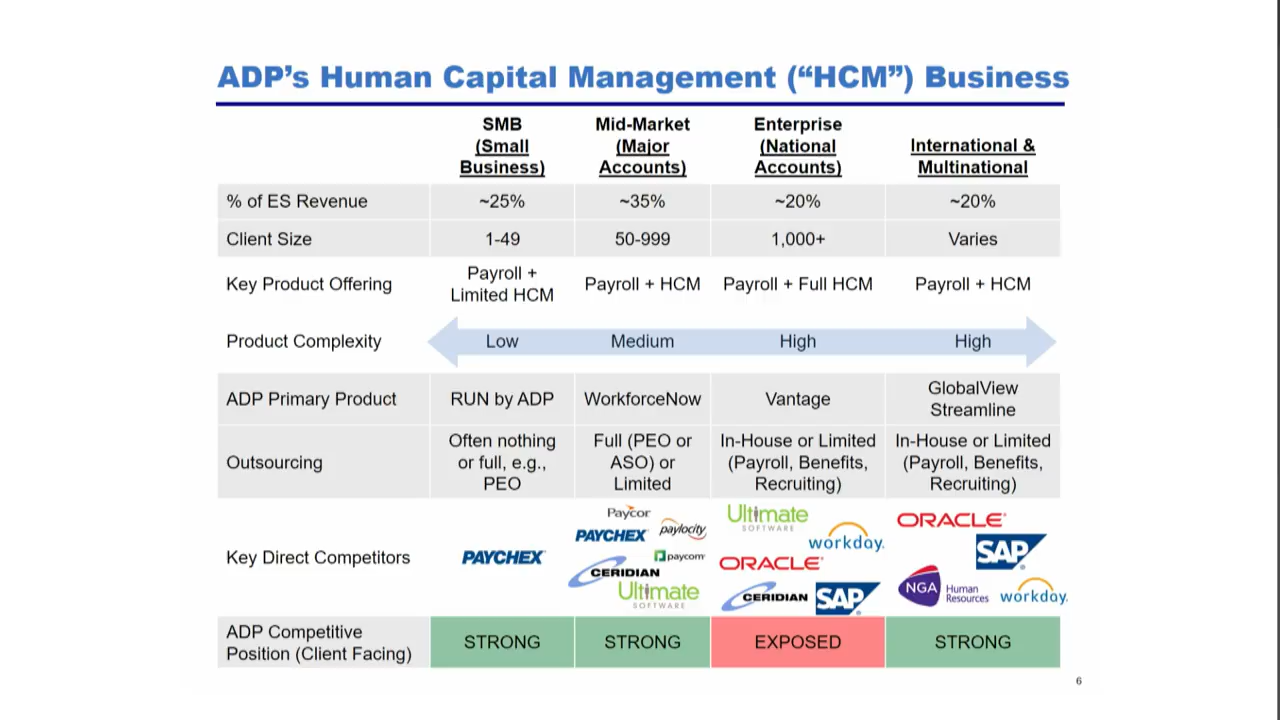 ADP's Human Capital Management (“HCM”) Business
SMB
(Small
Business)
Mid-Market
(Major
Accounts)
Enterprise
(National
Accounts)
International &
Multinational
% of ES Revenue
~25%
~35%
~20%
~20%
Client Size
1-49
50-999
1,000+
Varies
Key Product Offering
Payroll +
Limited HCM
Payroll + HCM
Payroll + Full HCM
Payroll + HCM
Product Complexity
Low
Medium
High
High
ADP Primary Product
RUN by ADP
WorkforceNow
Vantage
GlobalView
Streamline
Outsourcing
Often nothing
or full, e.g.,
PEO
Full (PEO or
ASO) or
Limited
In-House or Limited
(Payroll, Benefits,
Recruiting)
In-House or Limited
(Payroll, Benefits,
Recruiting)
Key Direct Competitors
PAYCHEX
Paycor
PAYCHEX
paylocity
paycom
CERIDIAN
Ultimate
SOFTWARE
Ultimate
SOFTWARE
workday.
ORACLE
CERIDIAN
SAP
ORACLE
SAP
NGA
Human
Resources
workday.
ADP Competitive
Position (Client Facing)
STRONG
STRONG
EXPOSED
STRONG
6